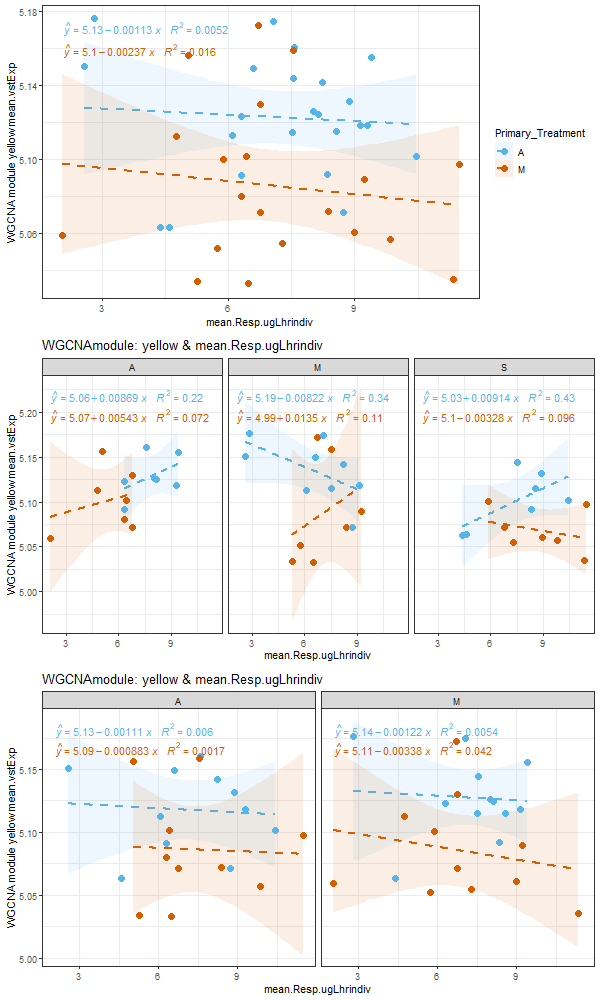 5.18
ŷ = 5.13 − 0.00113 x   R² = 0.0052
ŷ = 5.1 − 0.00237 x   R² = 0.016
5.14
5.10
5.06
WGCNA module yellowmean.vstExp
3 6 9
mean.Resp.ugLhrindiv
Primary_Treatment
A
M
WGCNAmodule: yellow & mean.Resp.ugLhrindiv
A M S
ŷ = 5.06 + 0.00869 x   R² = 0.22
ŷ = 5.07 + 0.00543 x   R² = 0.072
ŷ = 5.19 − 0.00822 x   R² = 0.34
ŷ = 4.99 + 0.0135 x   R² = 0.11
ŷ = 5.03 + 0.00914 x   R² = 0.43
ŷ = 5.1 − 0.00328 x   R² = 0.096
5.20
5.15
5.10
5.05
5.00
WGCNA module yellowmean.vstExp
3 6 9 3 6 9 3 6 9
mean.Resp.ugLhrindiv
WGCNAmodule: yellow & mean.Resp.ugLhrindiv
A M
ŷ = 5.13 − 0.00111 x   R² = 0.006
ŷ = 5.09 − 0.000883 x   R² = 0.0017
ŷ = 5.14 − 0.00122 x   R² = 0.0054
ŷ = 5.11 − 0.00338 x   R² = 0.042
5.15
5.10
5.05
5.00
WGCNA module yellowmean.vstExp
3 6 9 3 6 9
mean.Resp.ugLhrindiv